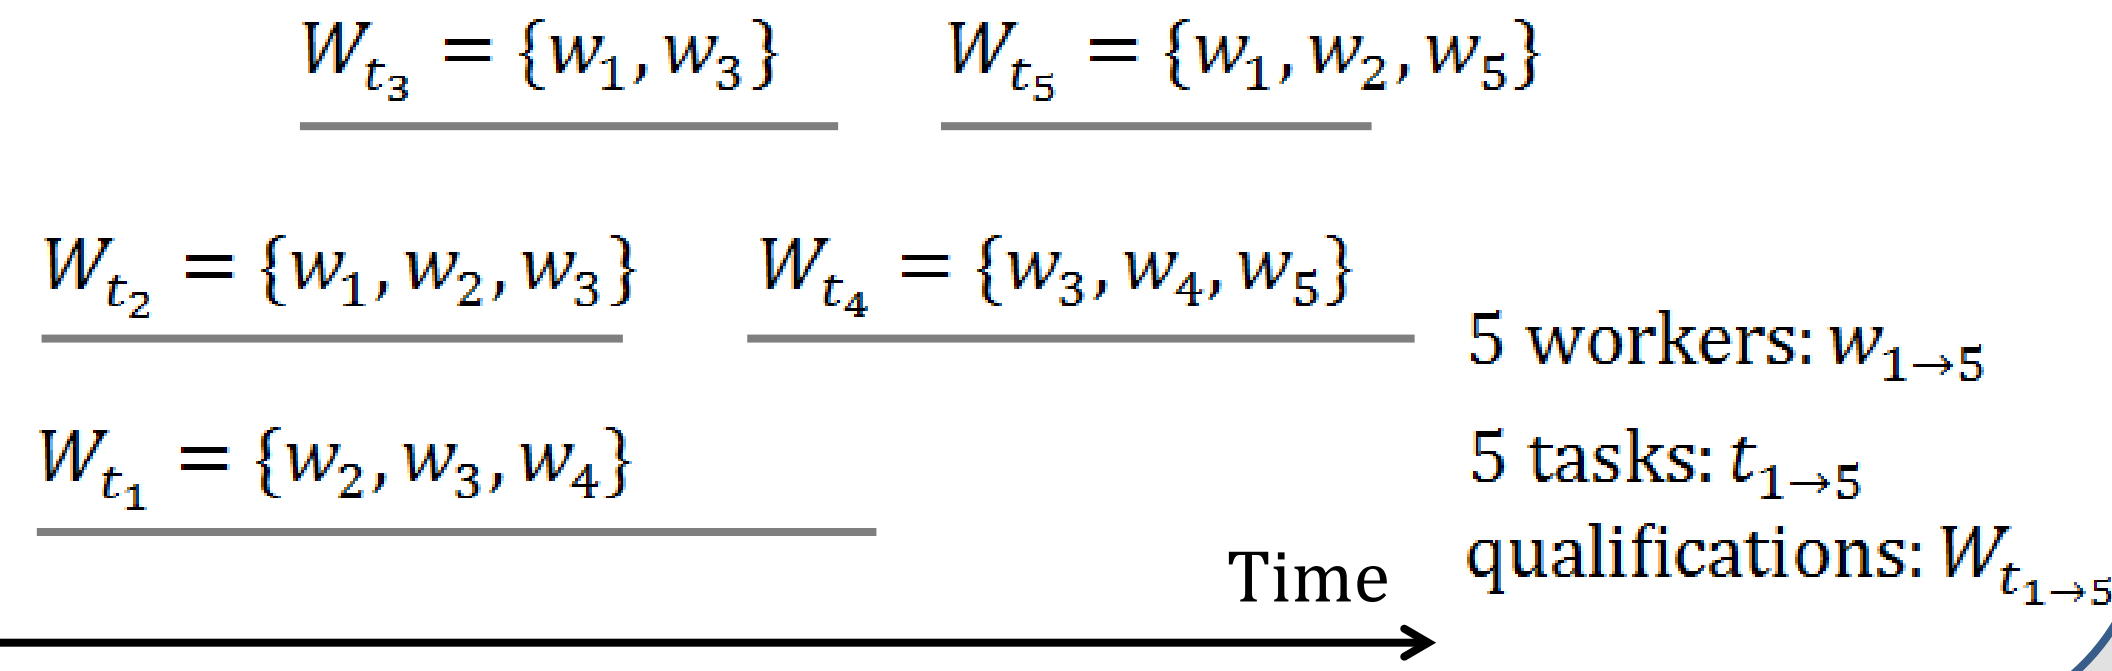 W_{t_3} = {w_1, w_3}
W_{t_5} = {w_1, w_2, w_5}
W_{t_2} = {w_1, w_2, w_3}
W_{t_4} = {w_3, w_4, w_5}
5 workers: w_{1→5}
W_{t_1} = {w_2, w_3, w_4}
5 tasks: t_{1→5}
qualifications: W_{t_{1→5}}
Time